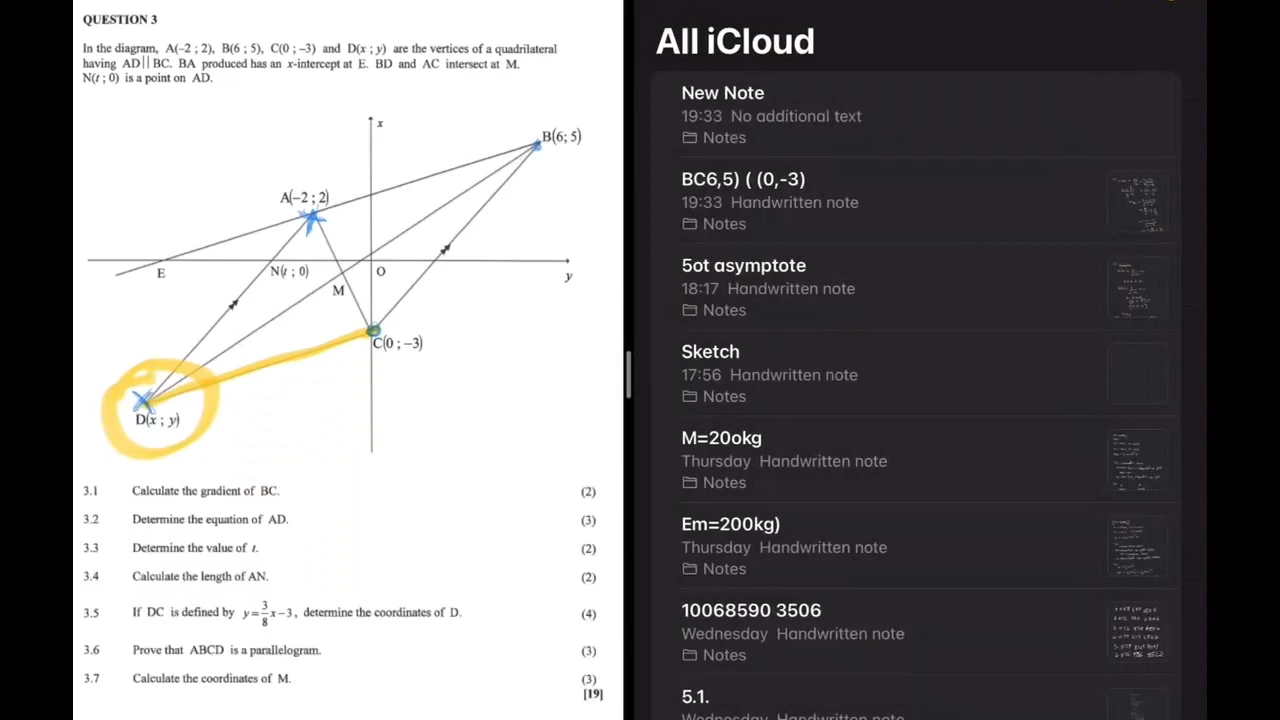 QUESTION 3
In the diagram, A(–2 ; 2), B(6 ; 5), C(0 ; –3) and D(x ; y) are the vertices of a quadrilateral
having AD||BC. BA produced has an x-intercept at E. BD and AC intersect at M.
N(t ; 0) is a point on AD.
x
B(6; 5)
A(–2 ; 2)
E
N(t ; 0)
O
y
M
C(0 ; –3)
D(x ; y)
3.1 Calculate the gradient of BC. (2)
3.2 Determine the equation of AD. (3)
3.3 Determine the value of t. (2)
3.4 Calculate the length of AN. (2)
3.5 If DC is defined by y=3/8x–3, determine the coordinates of D. (4)
3.6 Prove that ABCD is a parallelogram. (3)
3.7 Calculate the coordinates of M. (3)
[19]
All iCloud
New Note
19:33 No additional text
Notes
BC6,5) ( (0,-3)
19:33 Handwritten note
Notes
5ot asymptote
18:17 Handwritten note
Notes
Sketch
17:56 Handwritten note
Notes
M=20okg
Thursday Handwritten note
Notes
Em=200kg)
Thursday Handwritten note
Notes
10068590 3506
Wednesday Handwritten note
Notes
5.1.
Wednesday Handwritten note